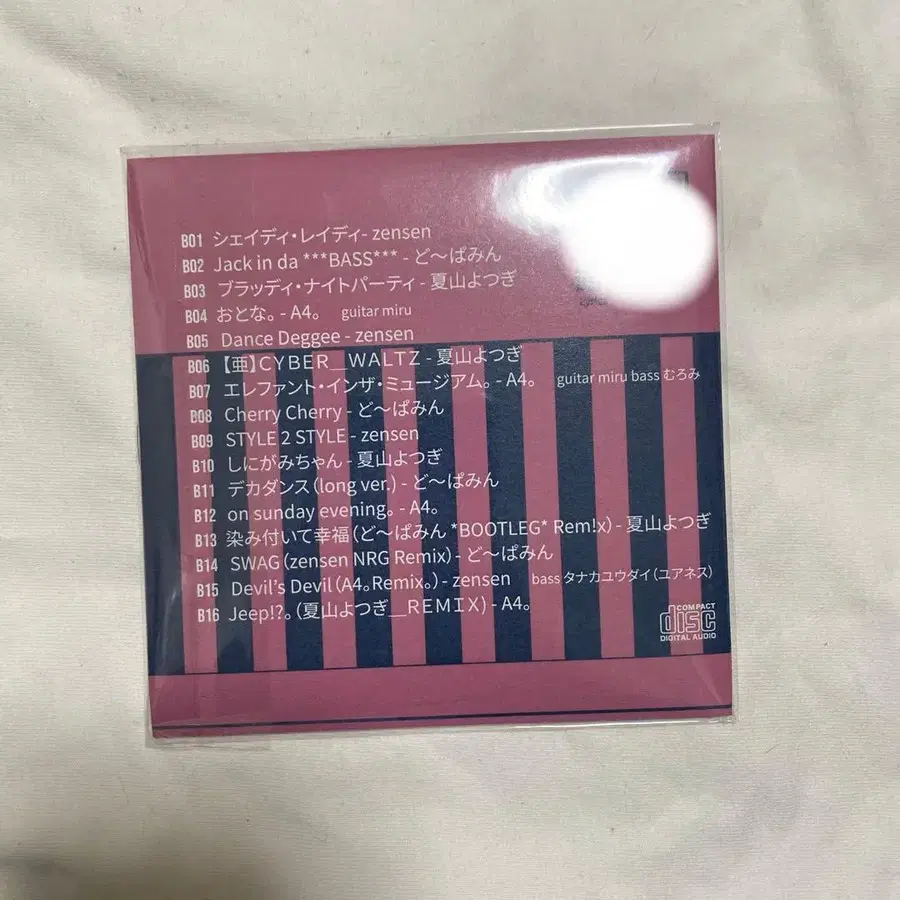 B01 シェイディ・レイディ- zensen
B02 Jack in da ***BASS*** - ど〜ぱみん
B03 ブラッディ・ナイトパーティ - 夏山よつぎ
B04 おとな。- A4。 guitar miru
B05 Dance Deggee - zensen
B06 【亜】CYBER＿WALTZ - 夏山よつぎ
B07 エレファント・インザ・ミュージアム。- A4。 guitar miru bass むろみ
B08 Cherry Cherry - ど〜ぱみん
B09 STYLE 2 STYLE - zensen
B10 しにがみちゃん - 夏山よつぎ
B11 デカダンス（long ver.）- ど〜ぱみん
B12 on sunday evening。- A4。
B13 染み付いて幸福（ど〜ぱみん *BOOTLEG* Rem!x）- 夏山よつぎ
B14 SWAG（zensen NRG Remix）- ど〜ぱみん
B15 Devil's Devil（A4。Remix。）- zensen bass タナカユウダイ（ユアネス）
B16 Jeep!?。（夏山よつぎ＿REMIX）- A4。
COMPACT
disc
DIGITAL AUDIO